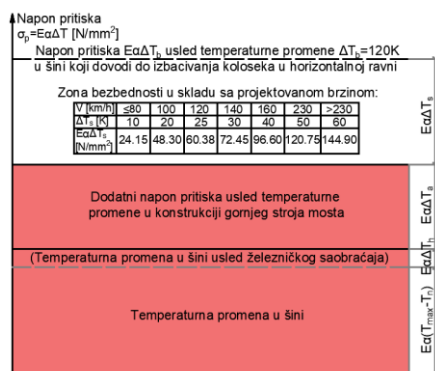 Napon pritiska
σp=EαΔT [N/mm²]
Napon pritiska EαΔTb usled temperaturne promene ΔTb=120K
u šini koji dovodi do izbacivanja koloseka u horizontalnoj ravni
Zona bezbednosti u skladu sa projektovanom brzinom:
V [km/h] ≤80 100 120 140 160 230 >230
ΔTs [K] 10 20 25 30 40 50 60
EαΔTs [N/mm²] 24.15 48.30 60.38 72.45 96.60 120.75 144.90
EαΔTs
Dodatni napon pritiska usled temperaturne
promene u konstrukciji gornjeg stroja mosta
EαΔTa
(Temperaturna promena u šini usled železničkog saobraćaja)
EαΔTh
Temperaturna promena u šini
Eα(Tmax-Tn)